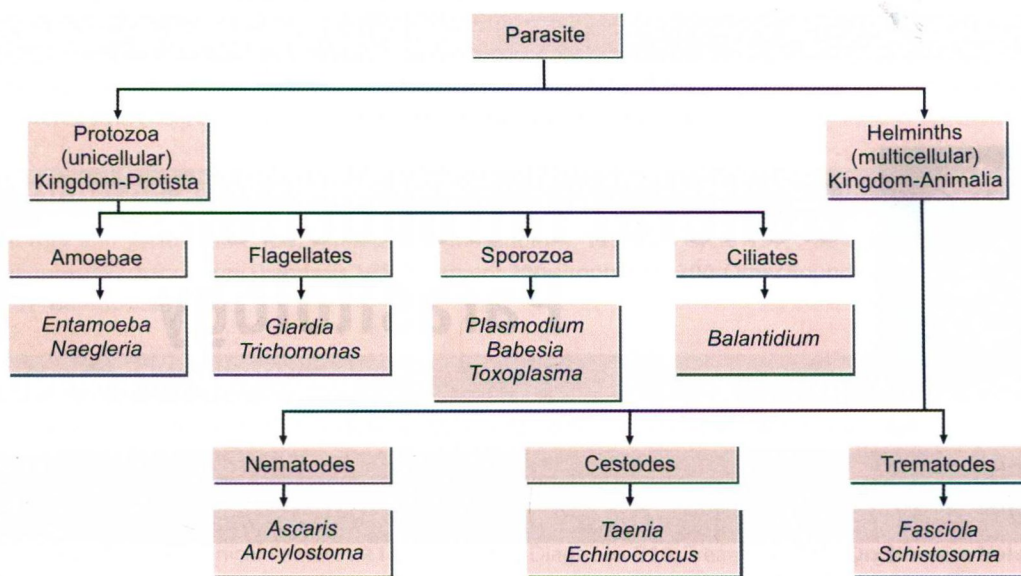 Parasite
Protozoa
(unicellular)
Kingdom-Protista
Helminths
(multicellular)
Kingdom-Animalia
Amoebae
Flagellates
Sporozoa
Ciliates
Entamoeba
Naegleria
Giardia
Trichomonas
Plasmodium
Babesia
Toxoplasma
Balantidium
Nematodes
Cestodes
Trematodes
Ascaris
Ancylostoma
Taenia
Echinococcus
Fasciola
Schistosoma